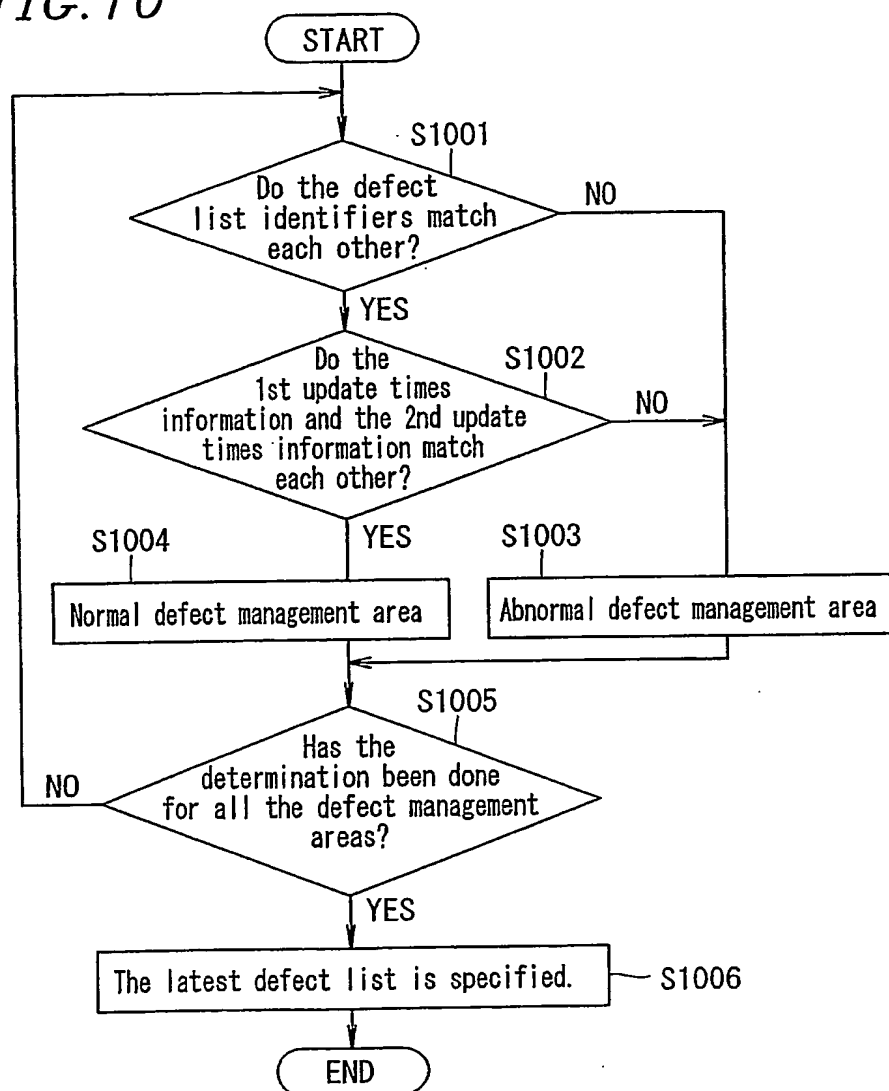 FIG. 10
START
S1001
Do the defect
list identifiers match
each other?
NO
YES
S1002
Do the
1st update times
information and the 2nd update
times information match
each other?
NO
YES
S1004
S1003
Normal defect management area
Abnormal defect management area
S1005
Has the
determination been done
for all the defect management
areas?
NO
YES
The latest defect list is specified.
S1006
END